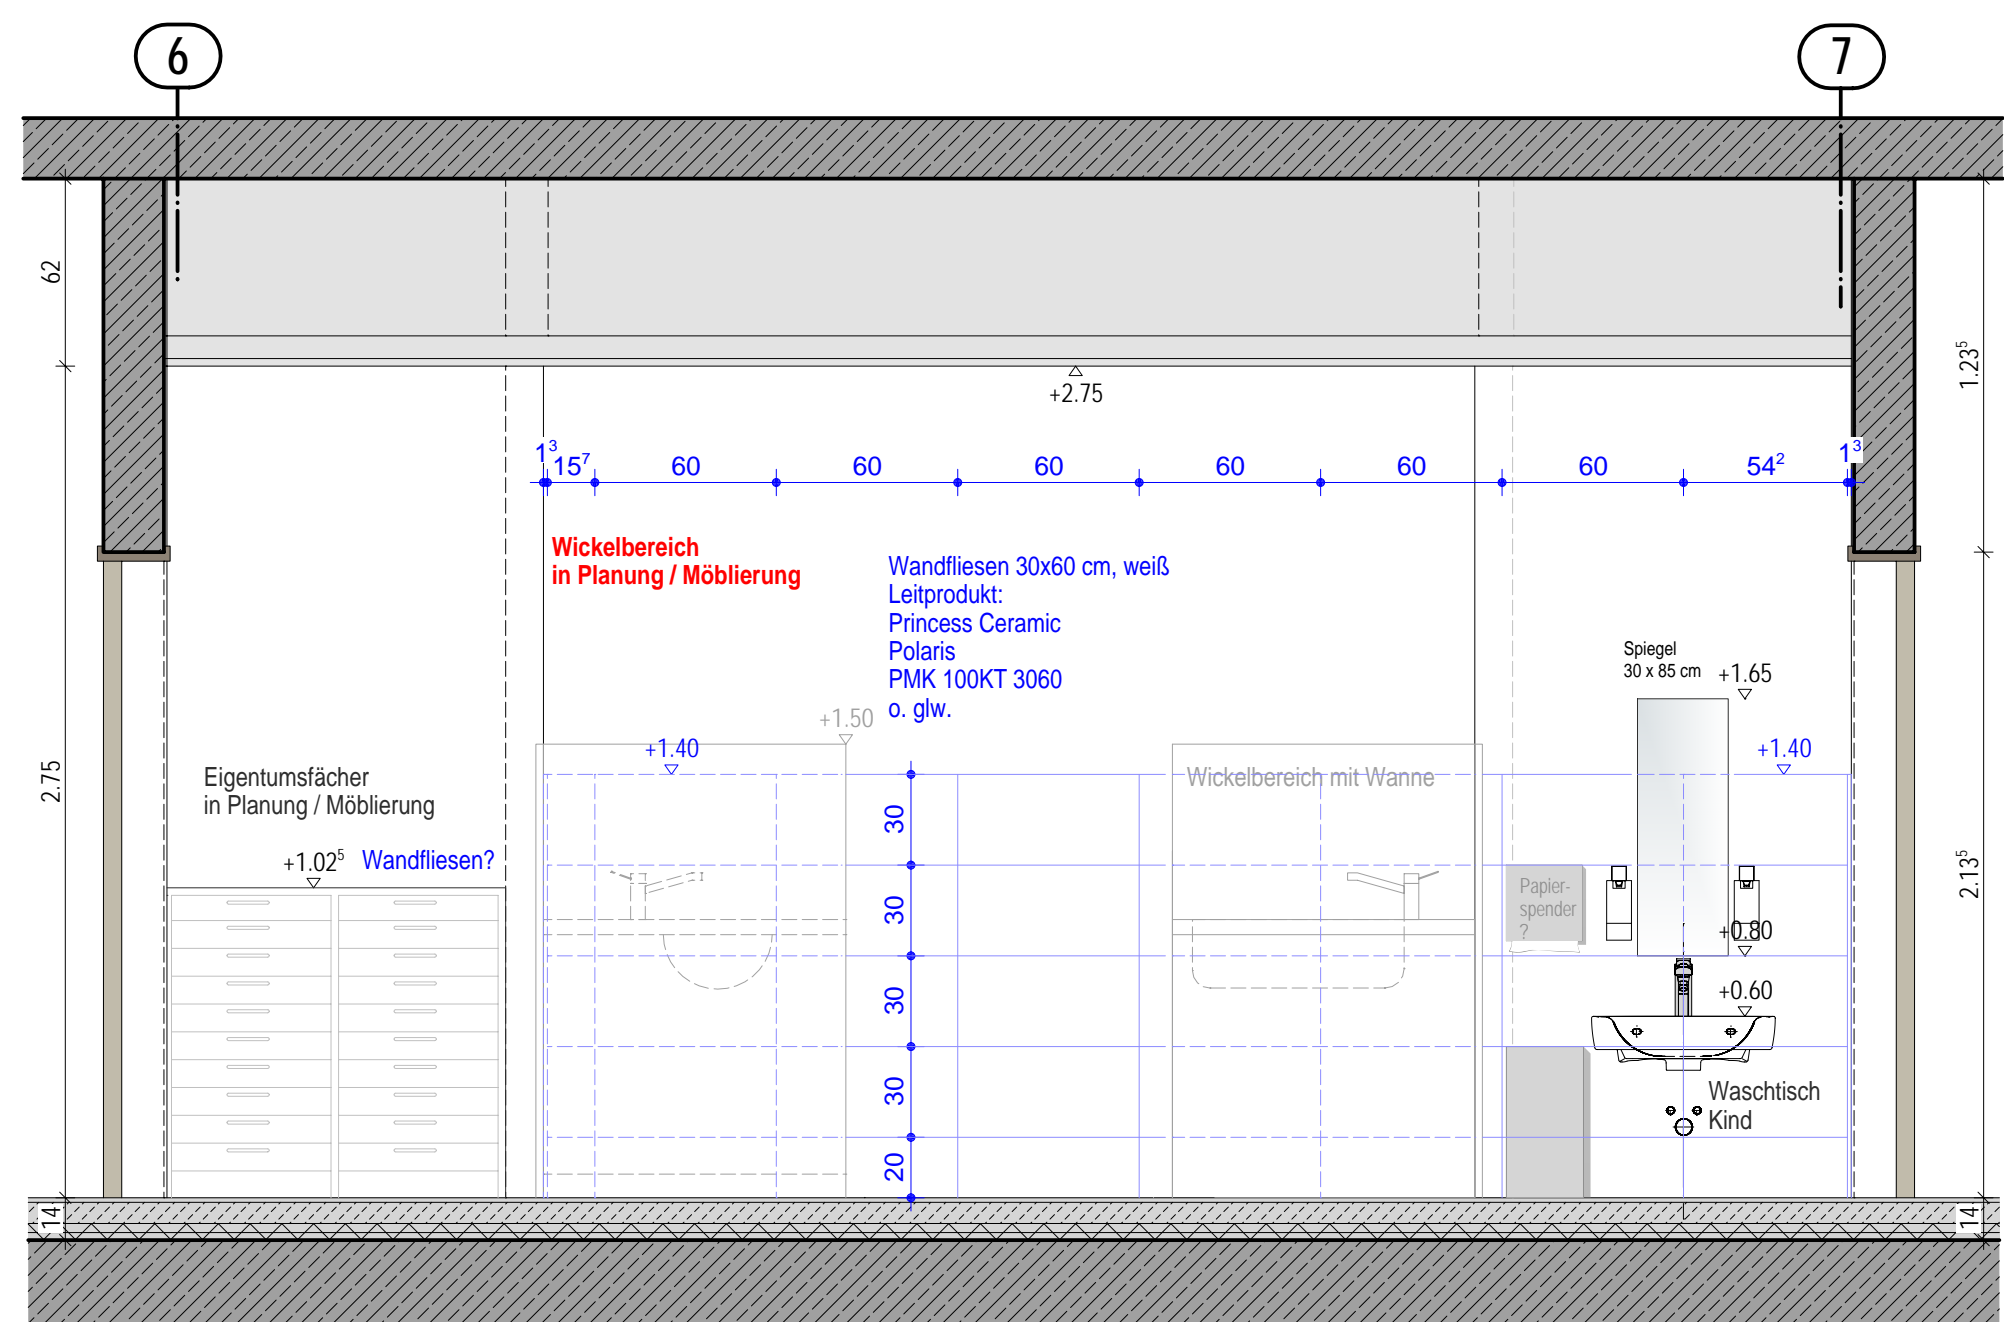 6
7
62
1.23⁵
+2.75
1³
15⁷
60
60
60
60
60
60
54²
1³
Wickelbereich
in Planung / Möblierung
Wandfliesen 30x60 cm, weiß
Leitprodukt:
Princess Ceramic
Polaris
PMK 100KT 3060
o. glw.
Spiegel
30 x 85 cm
+1.65
+1.50
+1.40
+1.40
2.75
Eigentumsfächer
in Planung / Möblierung
Wickelbereich mit Wanne
+1.02⁵
Wandfliesen?
30
30
30
30
20
Papier-
spender
?
2.13⁵
+0.80
+0.60
Waschtisch
Kind
14
14